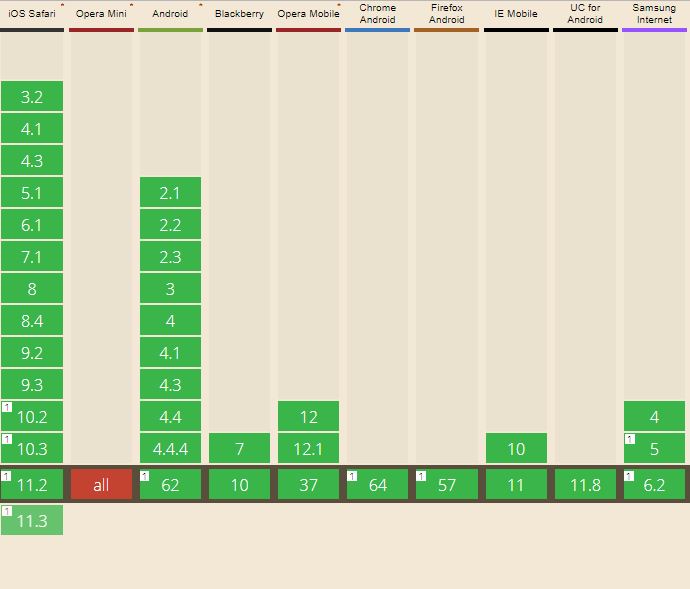 iOS Safari * Opera Mini * Android * Blackberry Opera Mobile * Chrome Android Firefox Android IE Mobile UC for Android Samsung Internet
3.2
4.1
4.3
5.1 2.1
6.1 2.2
7.1 2.3
8 3
8.4 4
9.2 4.1
9.3 4.3
1 10.2 4.4 12 4
1 10.3 4.4.4 7 12.1 10 1 5
1 11.2 all 1 62 10 37 1 64 1 57 11 11.8 1 6.2
1 11.3